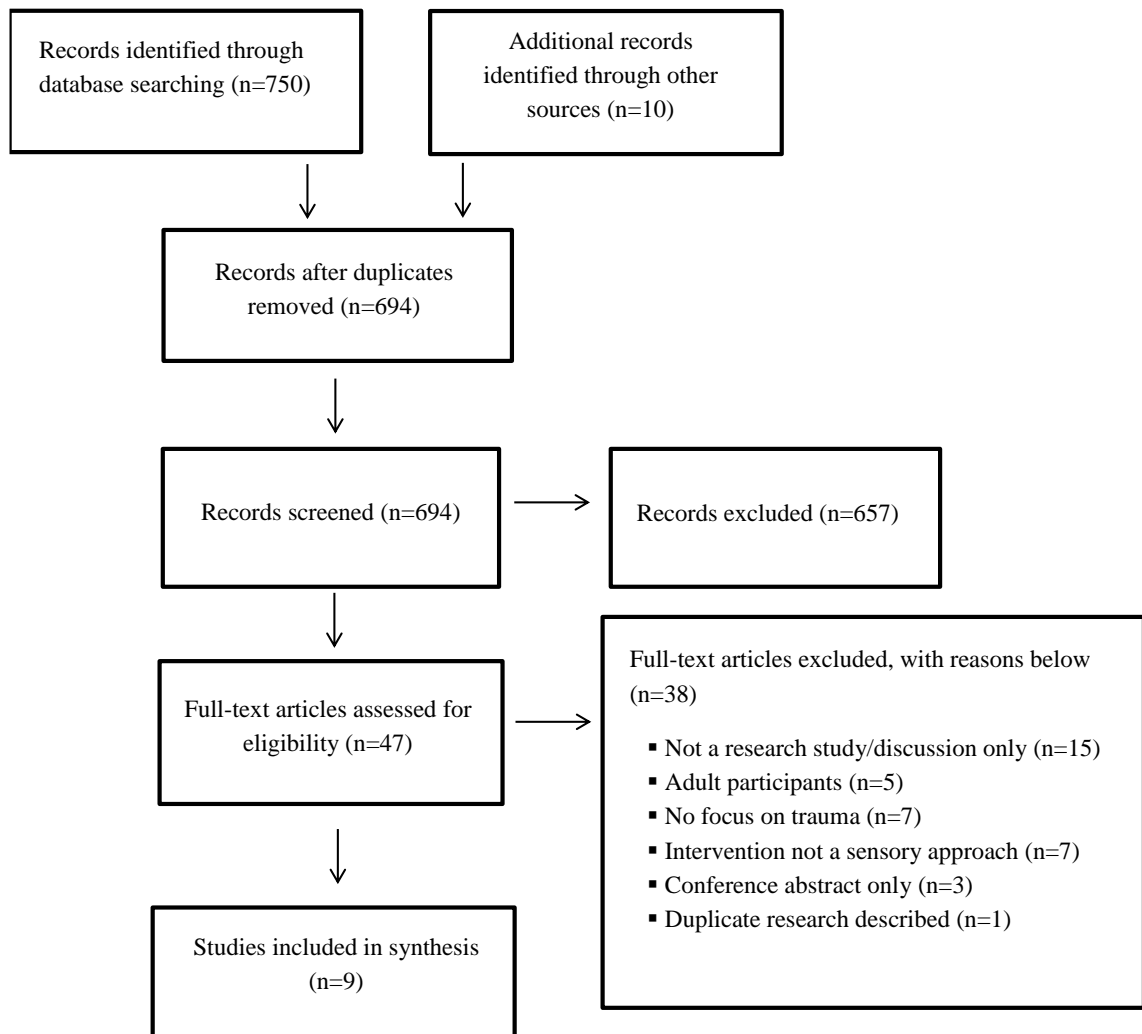 Records identified through
database searching (n=750)
Additional records
identified through other
sources (n=10)
Records after duplicates
removed (n=694)
Records screened (n=694)
Records excluded (n=657)
Full-text articles assessed for
eligibility (n=47)
Full-text articles excluded, with reasons below
(n=38)
▪ Not a research study/discussion only (n=15)
▪ Adult participants (n=5)
▪ No focus on trauma (n=7)
▪ Intervention not a sensory approach (n=7)
▪ Conference abstract only (n=3)
▪ Duplicate research described (n=1)
Studies included in synthesis
(n=9)